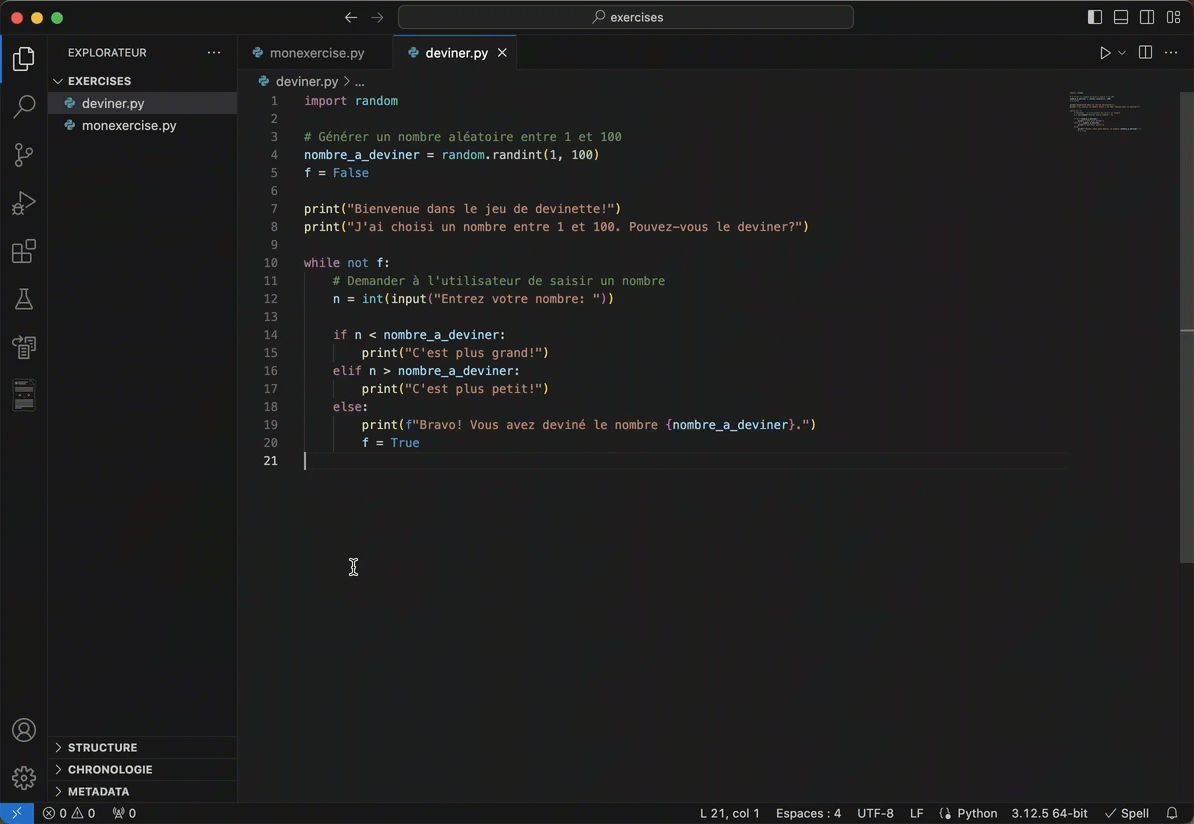 exercises
EXPLORATEUR
monexercise.py
deviner.py
EXERCISES
deviner.py
monexercise.py
deviner.py > ...
1 import random
2
3 # Générer un nombre aléatoire entre 1 et 100
4 nombre_a_deviner = random.randint(1, 100)
5 f = False
6
7 print("Bienvenue dans le jeu de devinette!")
8 print("J'ai choisi un nombre entre 1 et 100. Pouvez-vous le deviner?")
9
10 while not f:
11     # Demander à l'utilisateur de saisir un nombre
12     n = int(input("Entrez votre nombre: "))
13
14     if n < nombre_a_deviner:
15         print("C'est plus grand!")
16     elif n > nombre_a_deviner:
17         print("C'est plus petit!")
18     else:
19         print(f"Bravo! Vous avez deviné le nombre {nombre_a_deviner}.")
20         f = True
21
STRUCTURE
CHRONOLOGIE
METADATA
0 0 0 L 21, col 1 Espaces : 4 UTF-8 LF Python 3.12.5 64-bit Spell